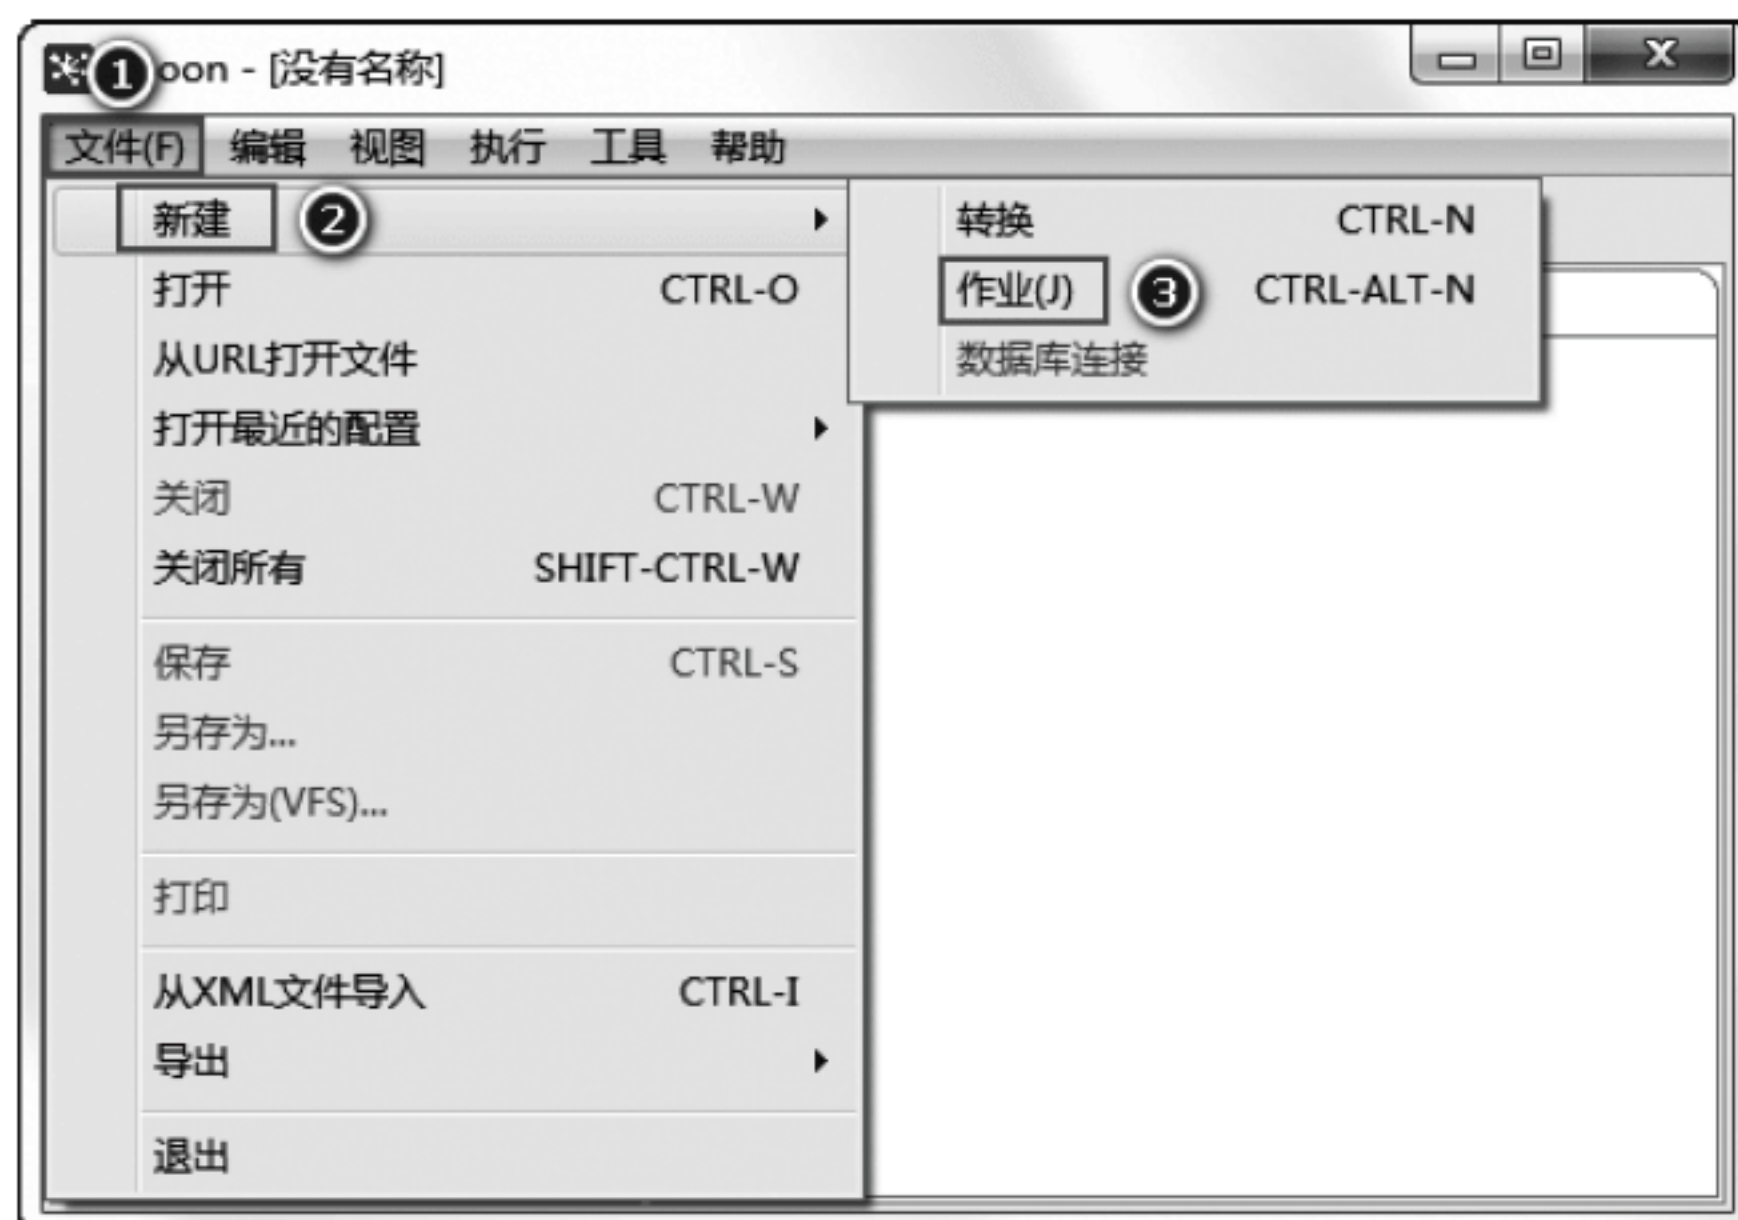 1 oon - [没有名称]
文件(F) 编辑 视图 执行 工具 帮助
新建 2
打开 CTRL-O
从URL打开文件
打开最近的配置
关闭 CTRL-W
关闭所有 SHIFT-CTRL-W
保存 CTRL-S
另存为...
另存为(VFS)...
打印
从XML文件导入 CTRL-I
导出
退出
转换 CTRL-N
作业(J) 3 CTRL-ALT-N
数据库连接